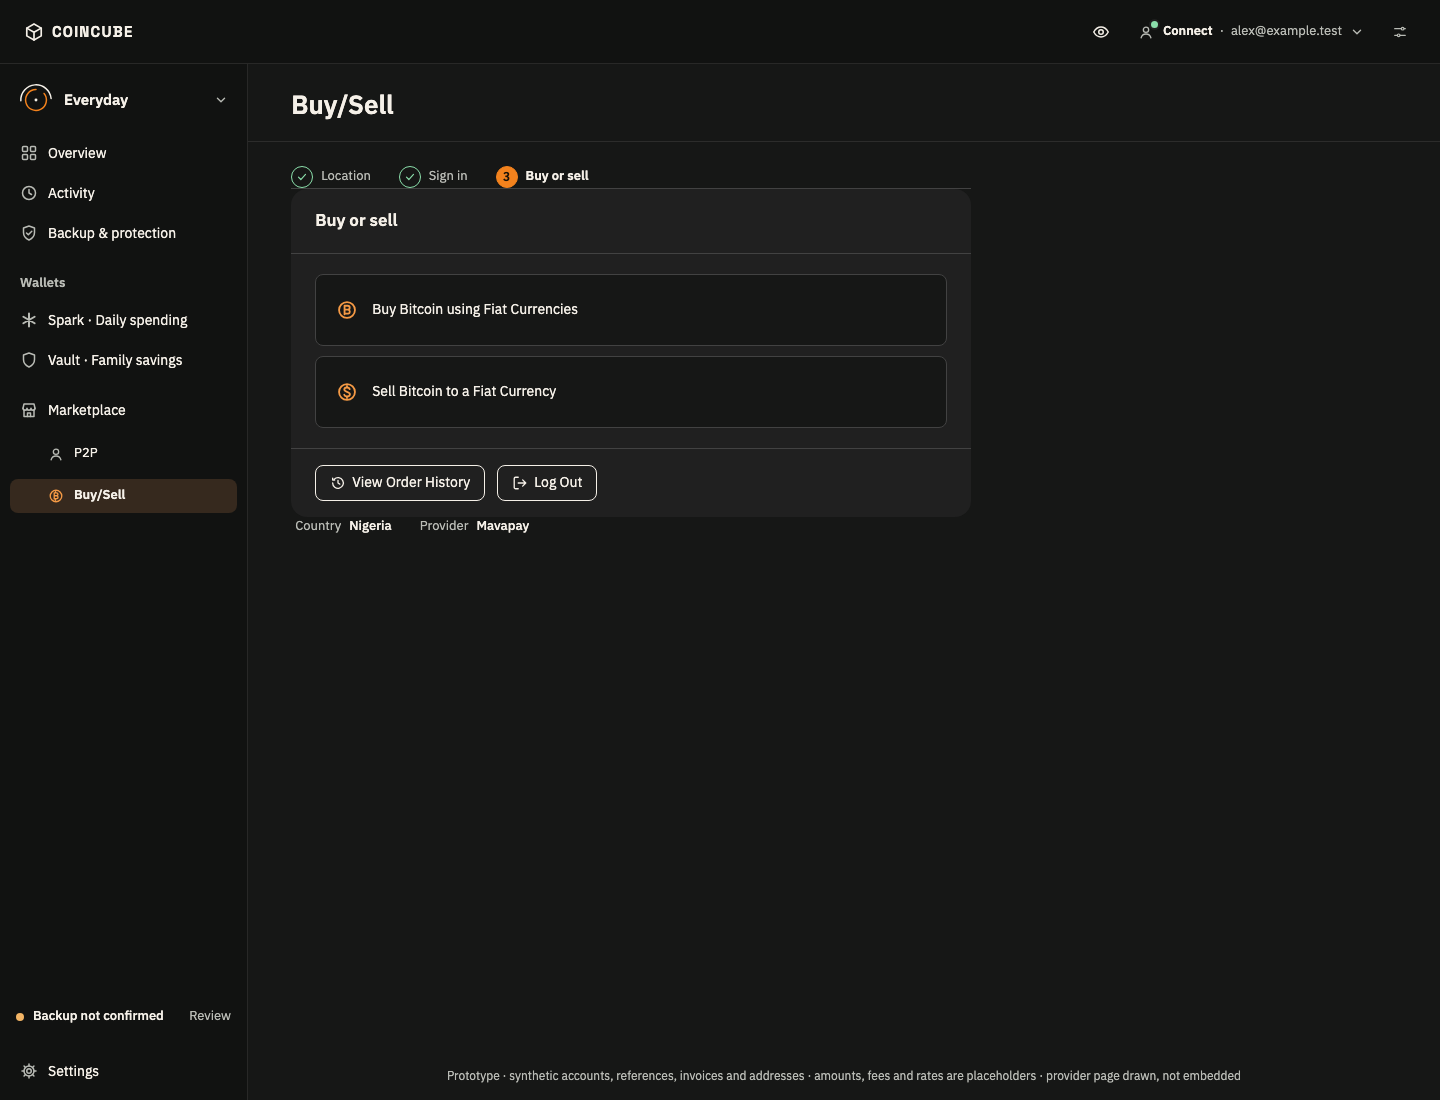 COINCUBE
Connect · alex@example.test
Everyday
Overview
Activity
Backup & protection
Wallets
Spark · Daily spending
Vault · Family savings
Marketplace
P2P
Buy/Sell
Backup not confirmed Review
Settings
Buy/Sell
Location Sign in 3 Buy or sell
Buy or sell
Buy Bitcoin using Fiat Currencies
Sell Bitcoin to a Fiat Currency
View Order History Log Out
Country Nigeria Provider Mavapay
Prototype · synthetic accounts, references, invoices and addresses · amounts, fees and rates are placeholders · provider page drawn, not embedded